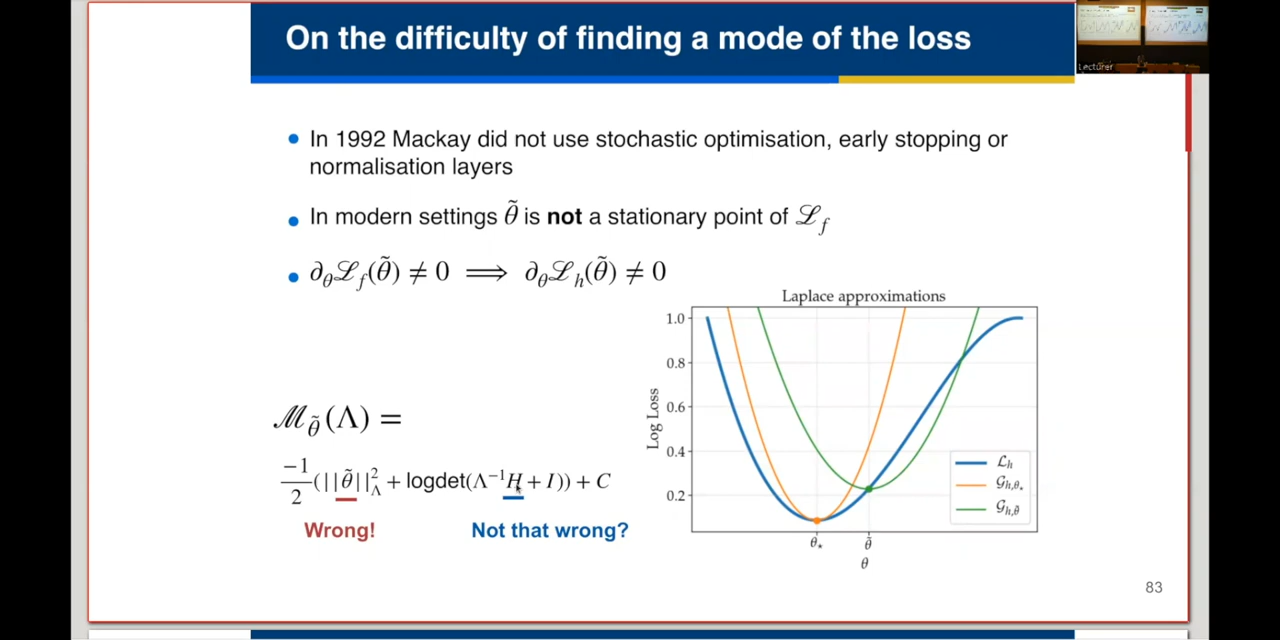 On the difficulty of finding a mode of the loss
Lecturer
• In 1992 Mackay did not use stochastic optimisation, early stopping or
normalisation layers
• In modern settings θ̃ is not a stationary point of ℒ_f
• ∂_θℒ_f(θ̃) ≠ 0 ⟹ ∂_θℒ_h(θ̃) ≠ 0
ℳ_θ̃(Λ) =
−1/2 (||θ̃||²_Λ + logdet(Λ⁻¹H + I)) + C
Wrong!
Not that wrong?
Laplace approximations
Log Loss
1.0
0.8
0.6
0.4
0.2
ℒ_h
𝒢_h,θ⋆
𝒢_h,θ̃
θ⋆
θ̃
θ
83